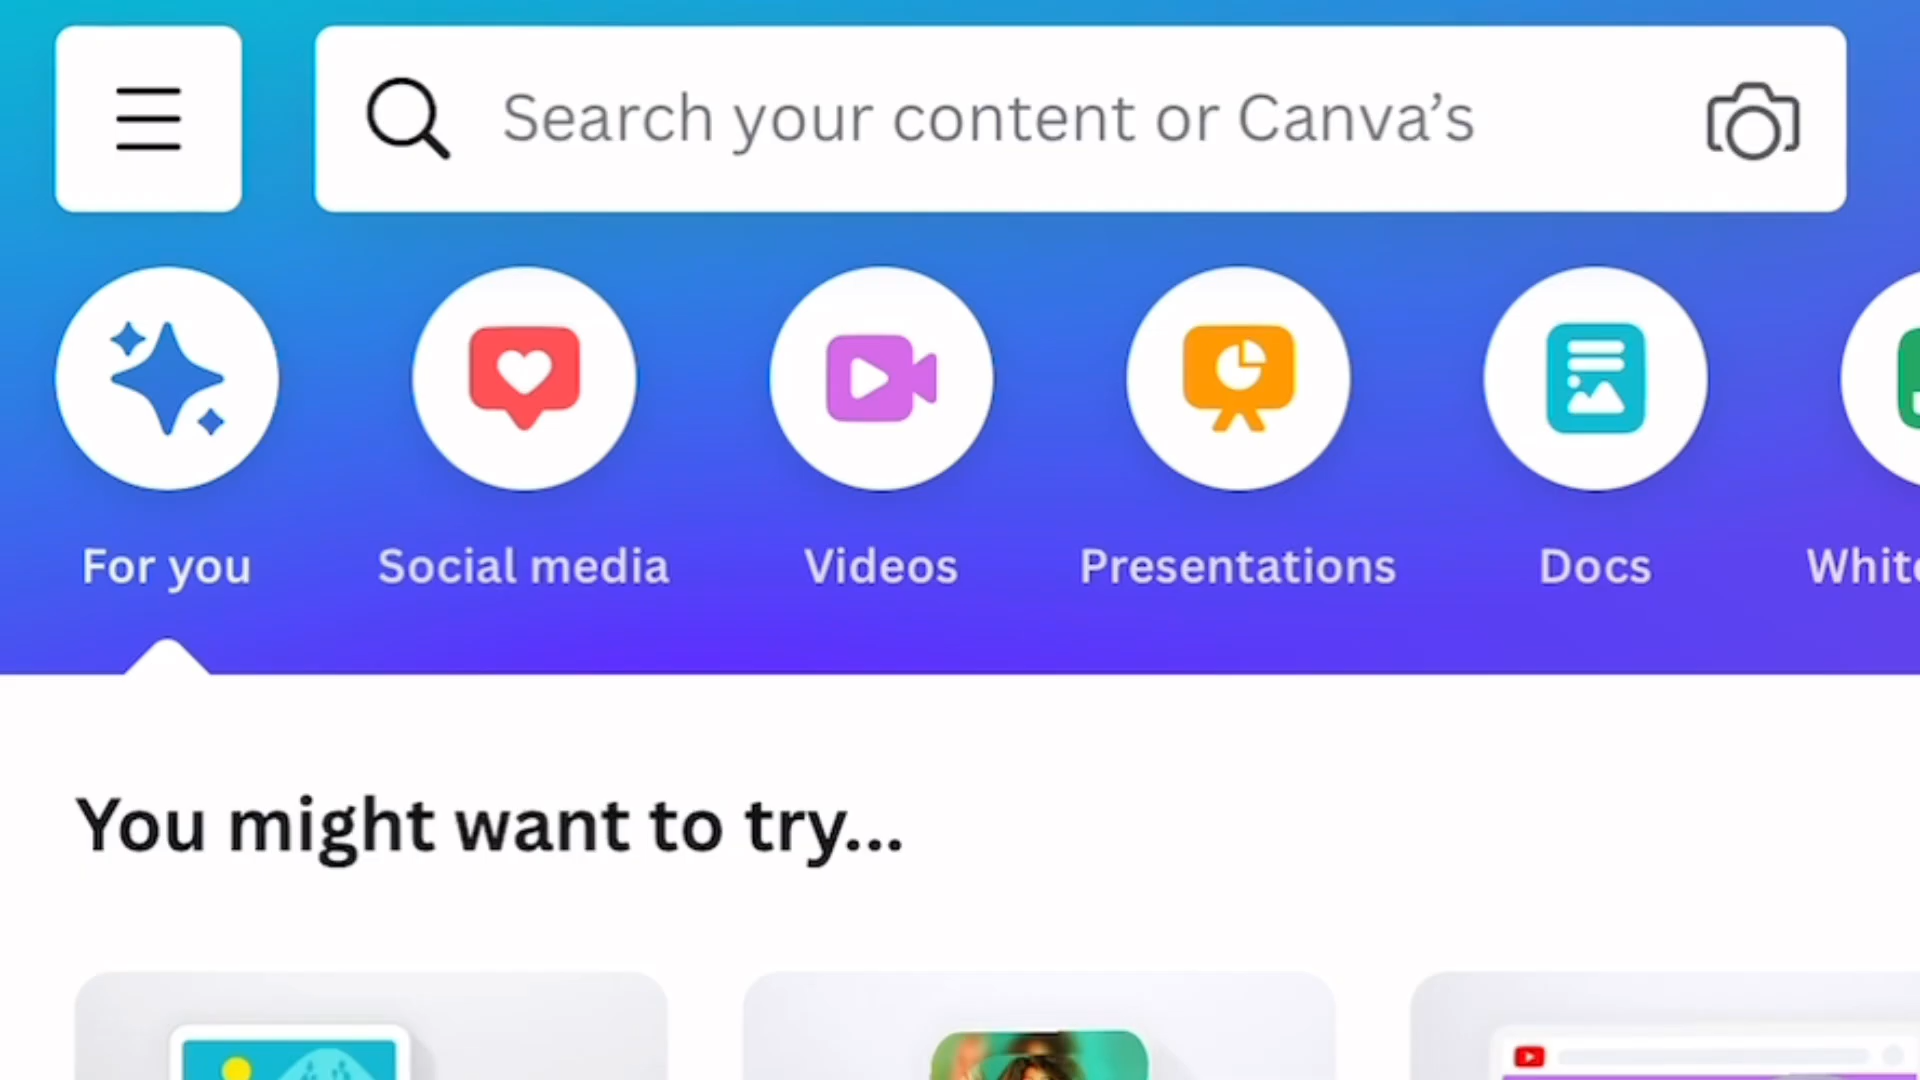 Search your content or Canva’s
For you
Social media
Videos
Presentations
Docs
You might want to try...